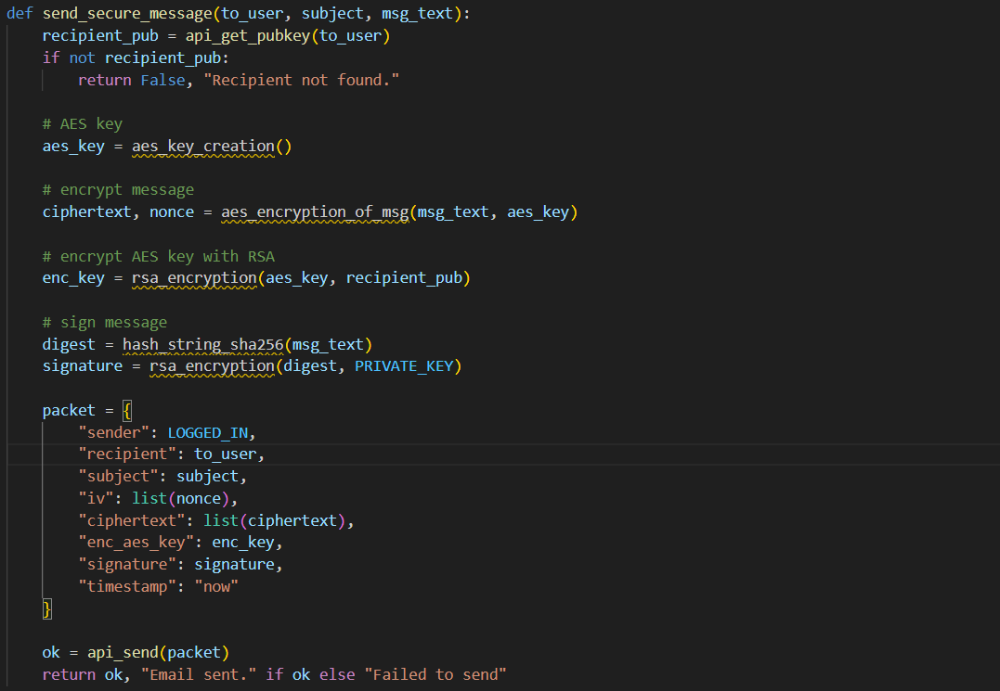 def send_secure_message(to_user, subject, msg_text):
    recipient_pub = api_get_pubkey(to_user)
    if not recipient_pub:
        return False, "Recipient not found."

    # AES key
    aes_key = aes_key_creation()

    # encrypt message
    ciphertext, nonce = aes_encryption_of_msg(msg_text, aes_key)

    # encrypt AES key with RSA
    enc_key = rsa_encryption(aes_key, recipient_pub)

    # sign message
    digest = hash_string_sha256(msg_text)
    signature = rsa_encryption(digest, PRIVATE_KEY)

    packet = {
        "sender": LOGGED_IN,
        "recipient": to_user,
        "subject": subject,
        "iv": list(nonce),
        "ciphertext": list(ciphertext),
        "enc_aes_key": enc_key,
        "signature": signature,
        "timestamp": "now"
    }

    ok = api_send(packet)
    return ok, "Email sent." if ok else "Failed to send"